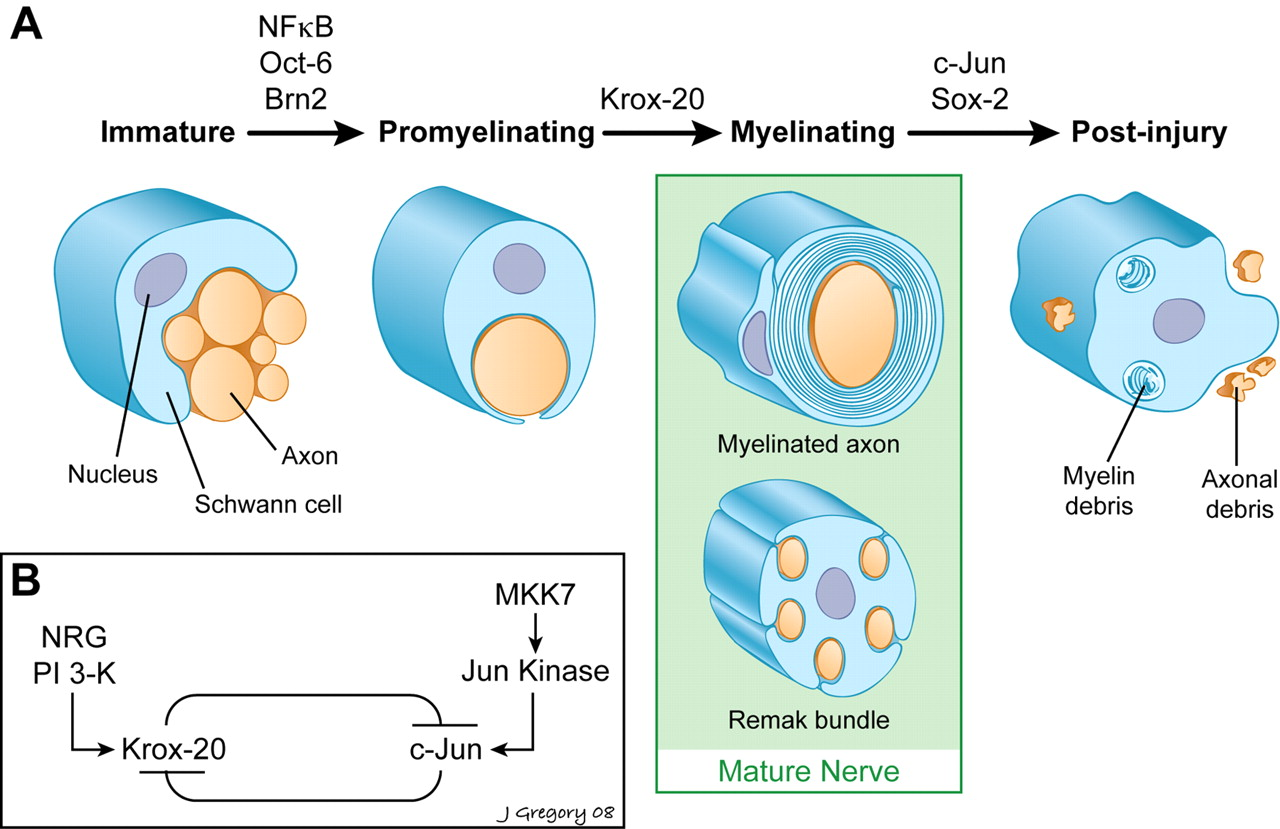 A
NFκB
Oct-6
Brn2
Krox-20
c-Jun
Sox-2
Immature
Promyelinating
Myelinating
Post-injury
Nucleus
Schwann cell
Axon
Myelinated axon
Remak bundle
Mature Nerve
Myelin
debris
Axonal
debris
B
NRG
PI 3-K
MKK7
Jun Kinase
Krox-20
c-Jun
J Gregory 08